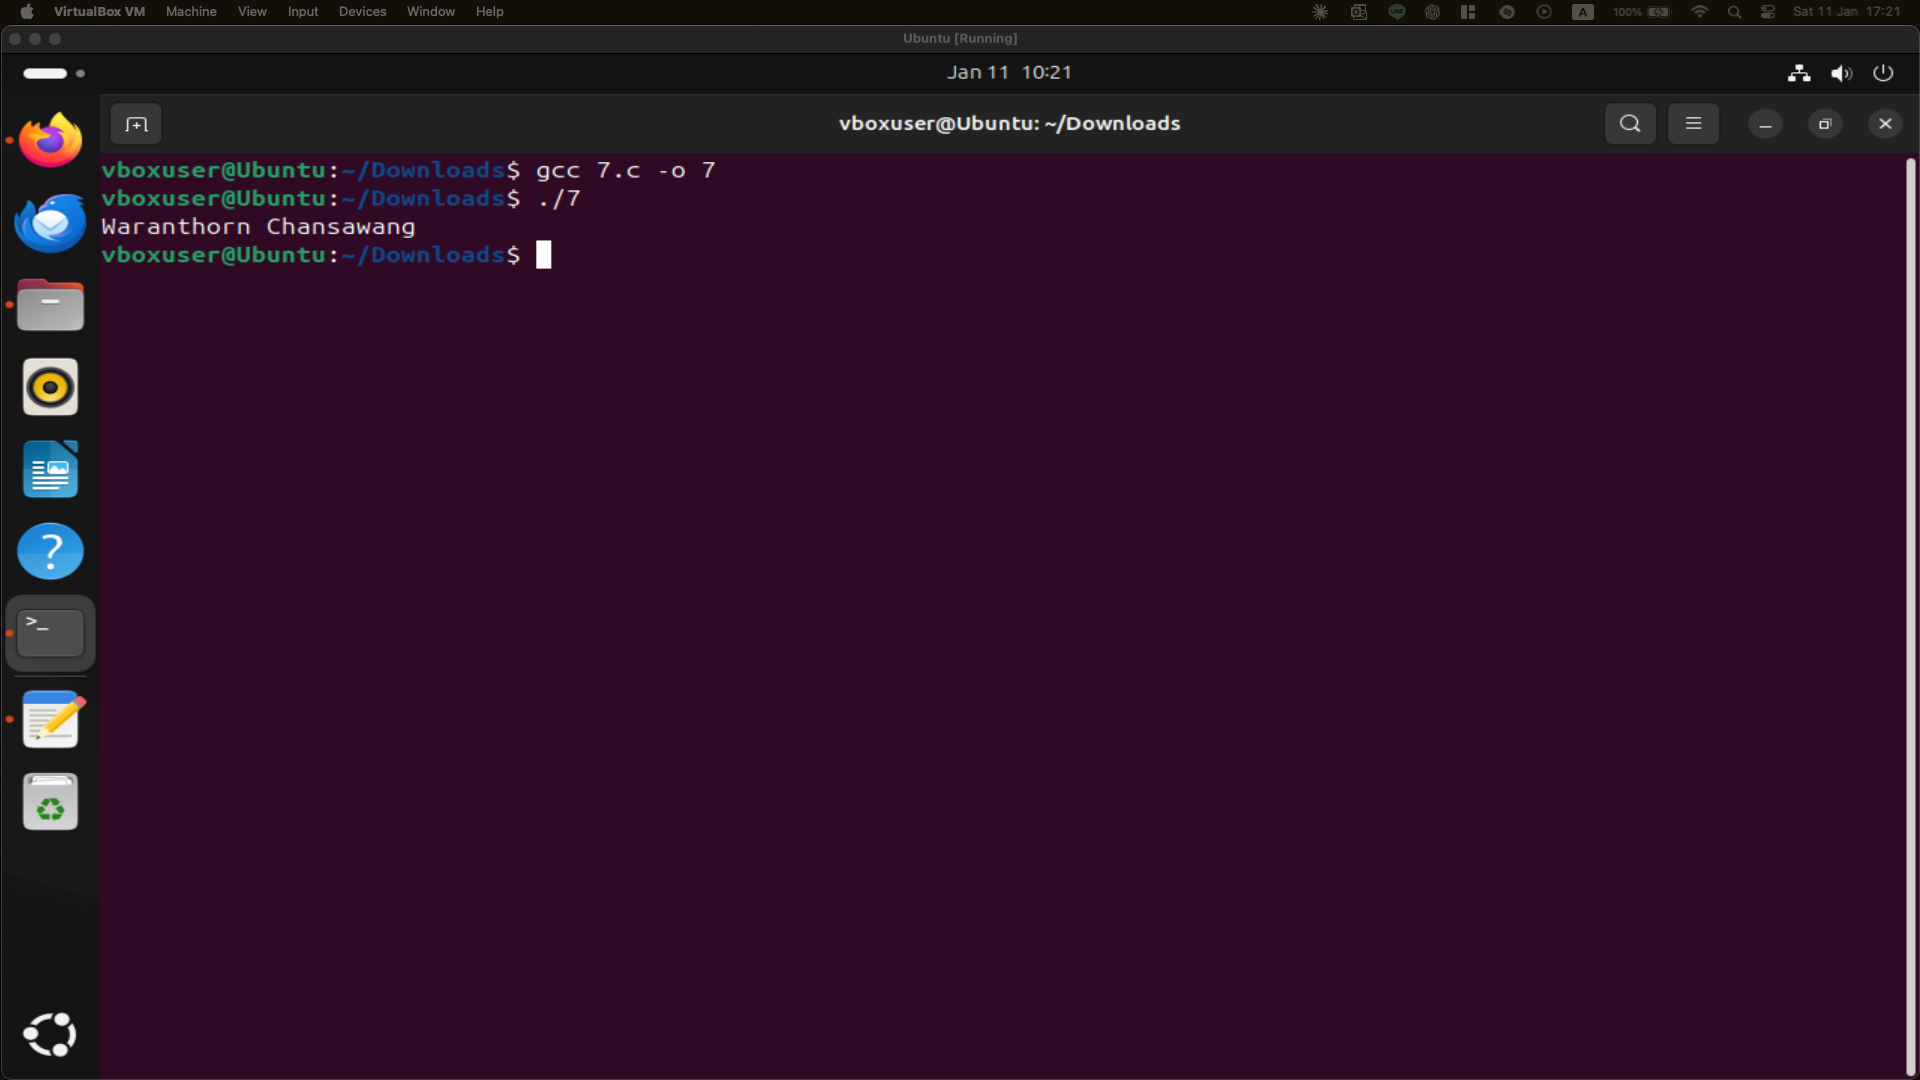 VirtualBox VM Machine View Input Devices Window Help 100% Sat 11 Jan 17:21
Ubuntu [Running]
Jan 11 10:21
vboxuser@Ubuntu: ~/Downloads
vboxuser@Ubuntu:~/Downloads$ gcc 7.c -o 7
vboxuser@Ubuntu:~/Downloads$ ./7
Waranthorn Chansawang
vboxuser@Ubuntu:~/Downloads$